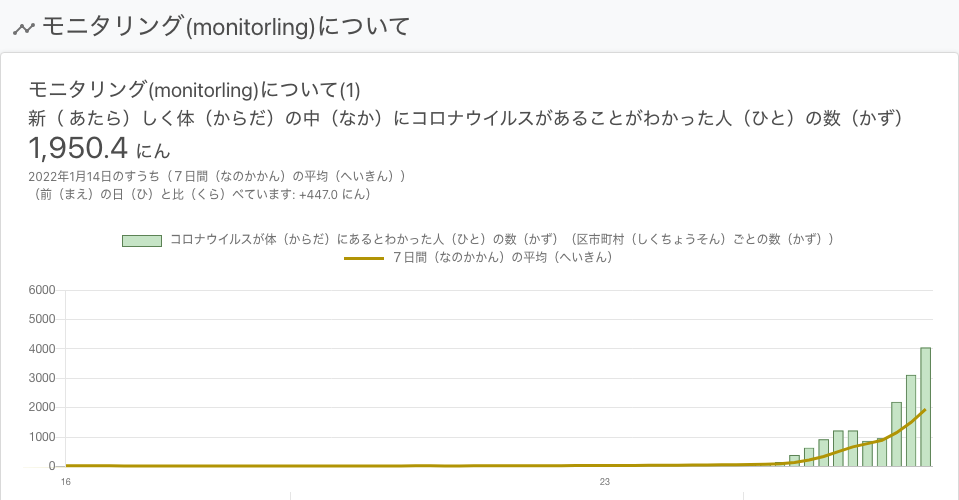 モニタリング(monitorling)について
モニタリング(monitorling)について(1)
新（ あたら）しく体（からだ）の中（なか）にコロナウイルスがあることがわかった人（ひと）の数（かず）
1,950.4 にん
2022年1月14日のすうち（７日間（なのかかん）の平均（へいきん））
（前（まえ）の日（ひ）と比（くら）べています: +447.0 にん）
コロナウイルスが体（からだ）にあるとわかった人（ひと）の数（かず）（区市町村（しくちょうそん）ごとの数（かず））
７日間（なのかかん）の平均（へいきん）
6000
5000
4000
3000
2000
1000
0
16 23